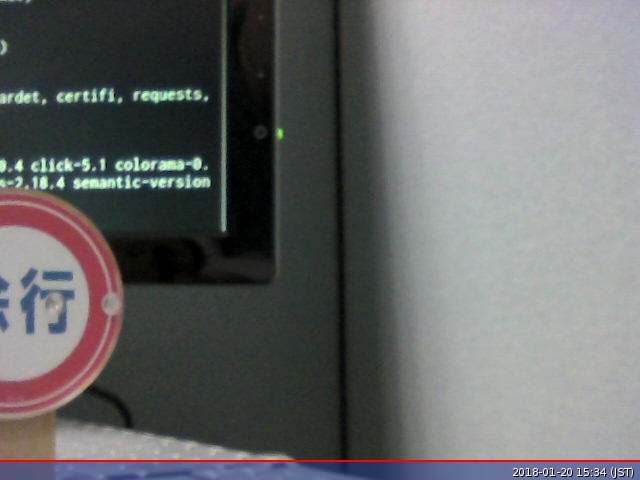 )
ardet, certifi, requests,
0.4 click-5.1 colorama-0.
s-2.18.4 semantic-version
行
2018-01-20 15:34 (JST)